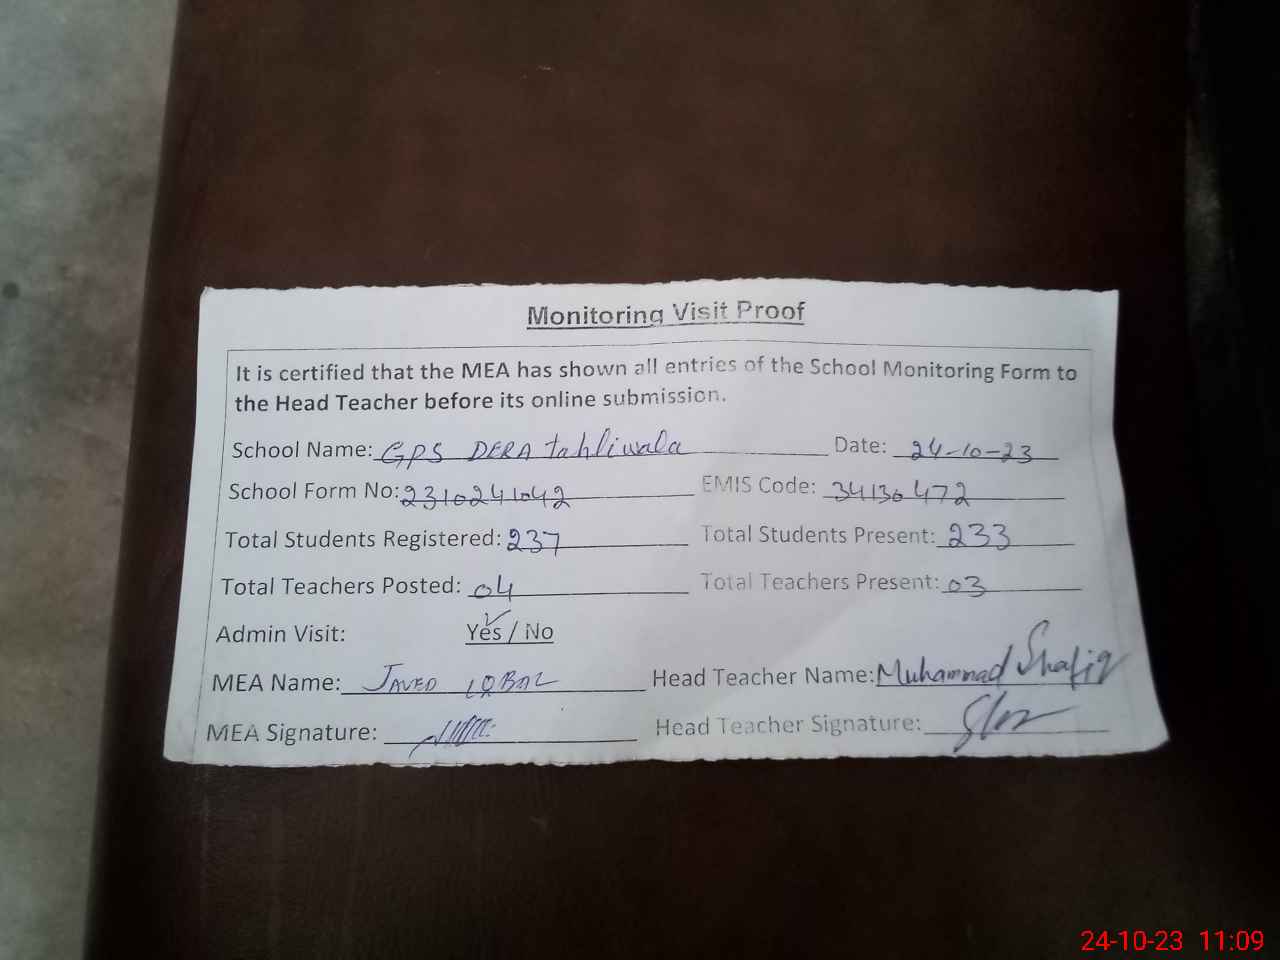 Monitoring Visit Proof
It is certified that the MEA has shown all entries of the School Monitoring Form to
the Head Teacher before its online submission.
School Name: GPS DERA tahliwala Date: 24-10-23
School Form No: 2310241042 EMIS Code: 34130472
Total Students Registered: 237 Total Students Present: 233
Total Teachers Posted: 04 Total Teachers Present: 03
Admin Visit: Yes / No
MEA Name: JAVED IQBAL Head Teacher Name: Muhammad Shafiq
MEA Signature: Head Teacher Signature:
24-10-23 11:09